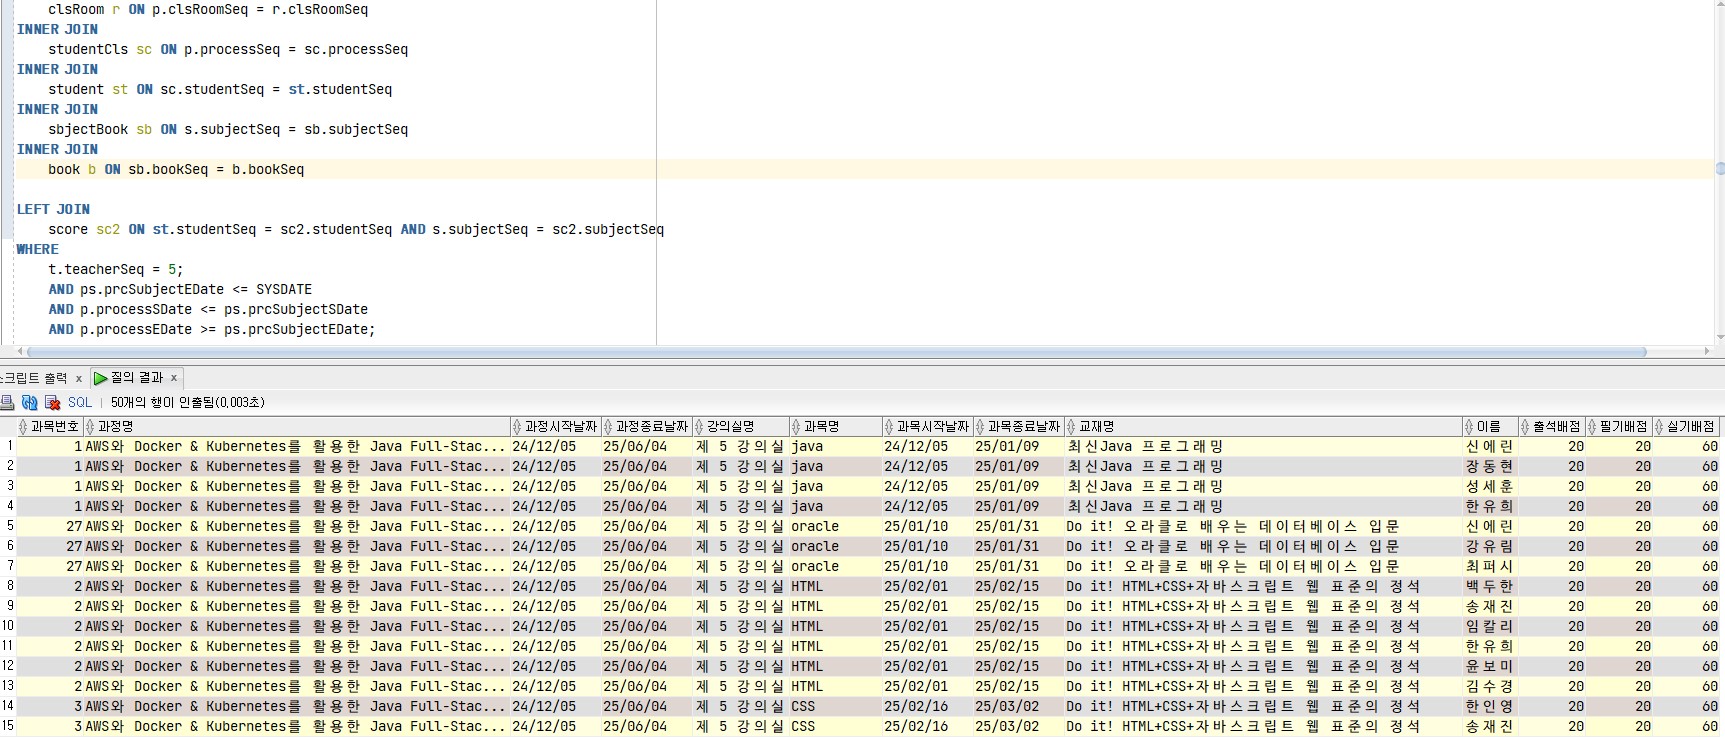 clsRoom r ON p.clsRoomSeq = r.clsRoomSeq
INNER JOIN
studentCls sc ON p.processSeq = sc.processSeq
INNER JOIN
student st ON sc.studentSeq = st.studentSeq
INNER JOIN
sbjectBook sb ON s.subjectSeq = sb.subjectSeq
INNER JOIN
book b ON sb.bookSeq = b.bookSeq
LEFT JOIN
score sc2 ON st.studentSeq = sc2.studentSeq AND s.subjectSeq = sc2.subjectSeq
WHERE
t.teacherSeq = 5;
AND ps.prcSubjectEDate <= SYSDATE
AND p.processSDate <= ps.prcSubjectSDate
AND p.processEDate >= ps.prcSubjectEDate;
스크립트 출력 x 질의 결과 x
SQL | 50개의 행이 인출됨(0,003초)
과목번호 과정명 과정시작날짜 과정종료날짜 강의실명 과목명 과목시작날짜 과목종료날짜 교재명 이름 출석배점 필기배점 실기배점
1 1 AWS와 Docker & Kubernetes를 활용한 Java Full-Stac... 24/12/05 25/06/04 제 5 강의실 java 24/12/05 25/01/09 최신Java 프로그래밍 신에린 20 20 60
2 1 AWS와 Docker & Kubernetes를 활용한 Java Full-Stac... 24/12/05 25/06/04 제 5 강의실 java 24/12/05 25/01/09 최신Java 프로그래밍 장동현 20 20 60
3 1 AWS와 Docker & Kubernetes를 활용한 Java Full-Stac... 24/12/05 25/06/04 제 5 강의실 java 24/12/05 25/01/09 최신Java 프로그래밍 성세훈 20 20 60
4 1 AWS와 Docker & Kubernetes를 활용한 Java Full-Stac... 24/12/05 25/06/04 제 5 강의실 java 24/12/05 25/01/09 최신Java 프로그래밍 한유희 20 20 60
5 27 AWS와 Docker & Kubernetes를 활용한 Java Full-Stac... 24/12/05 25/06/04 제 5 강의실 oracle 25/01/10 25/01/31 Do it! 오라클로 배우는 데이터베이스 입문 신에린 20 20 60
6 27 AWS와 Docker & Kubernetes를 활용한 Java Full-Stac... 24/12/05 25/06/04 제 5 강의실 oracle 25/01/10 25/01/31 Do it! 오라클로 배우는 데이터베이스 입문 강유림 20 20 60
7 27 AWS와 Docker & Kubernetes를 활용한 Java Full-Stac... 24/12/05 25/06/04 제 5 강의실 oracle 25/01/10 25/01/31 Do it! 오라클로 배우는 데이터베이스 입문 최퍼시 20 20 60
8 2 AWS와 Docker & Kubernetes를 활용한 Java Full-Stac... 24/12/05 25/06/04 제 5 강의실 HTML 25/02/01 25/02/15 Do it! HTML+CSS+자바스크립트 웹 표준의 정석 백두한 20 20 60
9 2 AWS와 Docker & Kubernetes를 활용한 Java Full-Stac... 24/12/05 25/06/04 제 5 강의실 HTML 25/02/01 25/02/15 Do it! HTML+CSS+자바스크립트 웹 표준의 정석 송재진 20 20 60
10 2 AWS와 Docker & Kubernetes를 활용한 Java Full-Stac... 24/12/05 25/06/04 제 5 강의실 HTML 25/02/01 25/02/15 Do it! HTML+CSS+자바스크립트 웹 표준의 정석 임칼리 20 20 60
11 2 AWS와 Docker & Kubernetes를 활용한 Java Full-Stac... 24/12/05 25/06/04 제 5 강의실 HTML 25/02/01 25/02/15 Do it! HTML+CSS+자바스크립트 웹 표준의 정석 한유희 20 20 60
12 2 AWS와 Docker & Kubernetes를 활용한 Java Full-Stac... 24/12/05 25/06/04 제 5 강의실 HTML 25/02/01 25/02/15 Do it! HTML+CSS+자바스크립트 웹 표준의 정석 윤보미 20 20 60
13 2 AWS와 Docker & Kubernetes를 활용한 Java Full-Stac... 24/12/05 25/06/04 제 5 강의실 HTML 25/02/01 25/02/15 Do it! HTML+CSS+자바스크립트 웹 표준의 정석 김수경 20 20 60
14 3 AWS와 Docker & Kubernetes를 활용한 Java Full-Stac... 24/12/05 25/06/04 제 5 강의실 CSS 25/02/16 25/03/02 Do it! HTML+CSS+자바스크립트 웹 표준의 정석 한인영 20 20 60
15 3 AWS와 Docker & Kubernetes를 활용한 Java Full-Stac... 24/12/05 25/06/04 제 5 강의실 CSS 25/02/16 25/03/02 Do it! HTML+CSS+자바스크립트 웹 표준의 정석 송재진 20 20 60